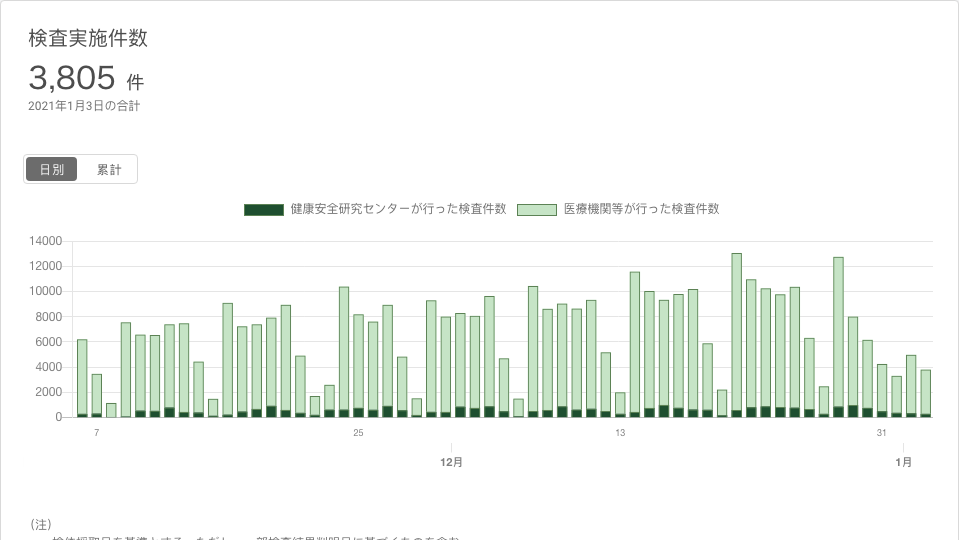 検査実施件数
3,805 件
2021年1月3日の合計
日別 累計
健康安全研究センターが行った検査件数 医療機関等が行った検査件数
14000
12000
10000
8000
6000
4000
2000
0
7 25 13 31
12月 1月
(注)